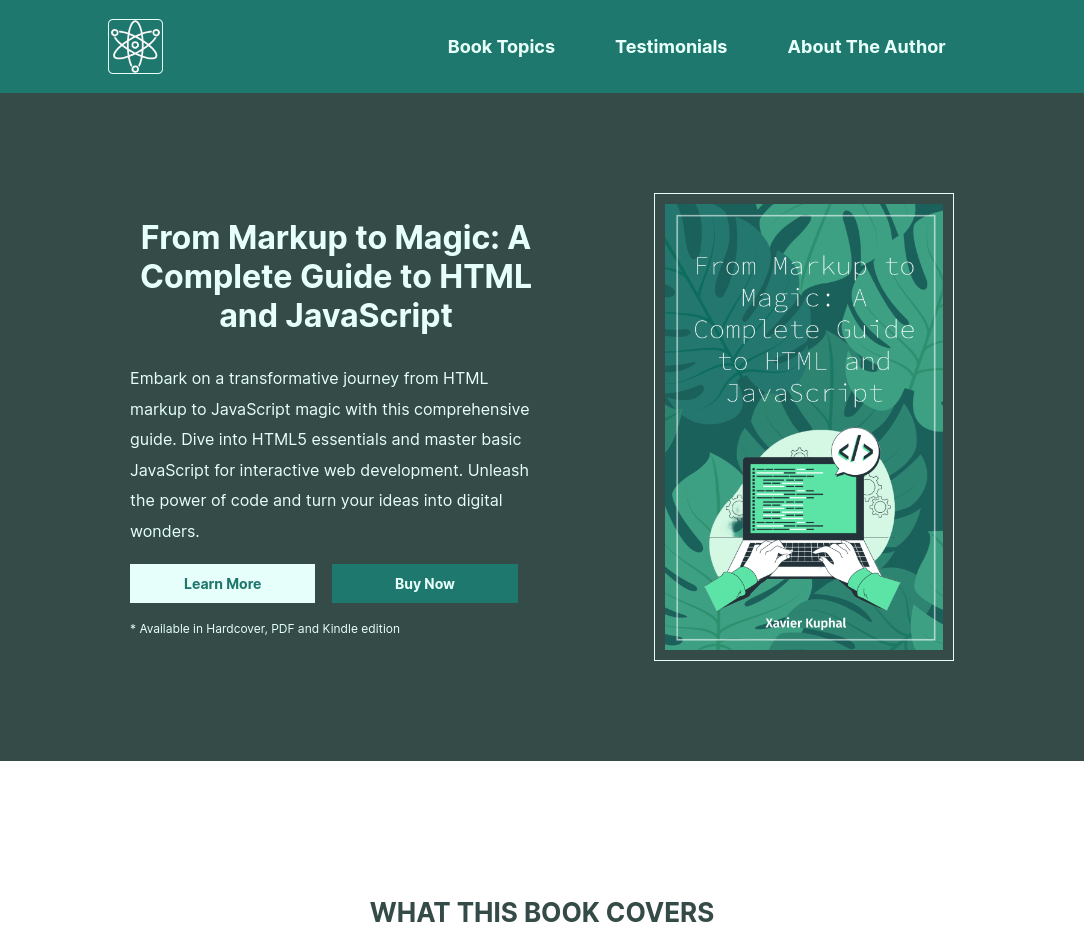 Book Topics Testimonials About The Author
From Markup to Magic: A
Complete Guide to HTML
and JavaScript
Embark on a transformative journey from HTML
markup to JavaScript magic with this comprehensive
guide. Dive into HTML5 essentials and master basic
JavaScript for interactive web development. Unleash
the power of code and turn your ideas into digital
wonders.
Learn More Buy Now
* Available in Hardcover, PDF and Kindle edition
From Markup to
Magic: A
Complete Guide
to HTML and
JavaScript
</>
Xavier Kuphal
WHAT THIS BOOK COVERS